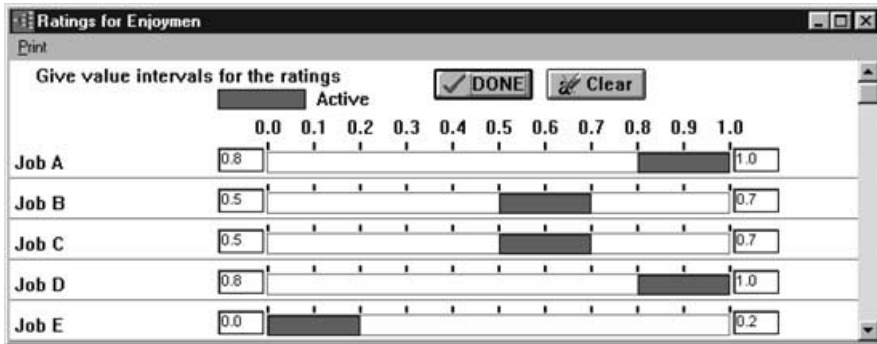 Ratings for Enjoymen
Print
Give value intervals for the ratings
DONE
Clear
Active
0.0 0.1 0.2 0.3 0.4 0.5 0.6 0.7 0.8 0.9 1.0
Job A 0.8 1.0
Job B 0.5 0.7
Job C 0.5 0.7
Job D 0.8 1.0
Job E 0.0 0.2